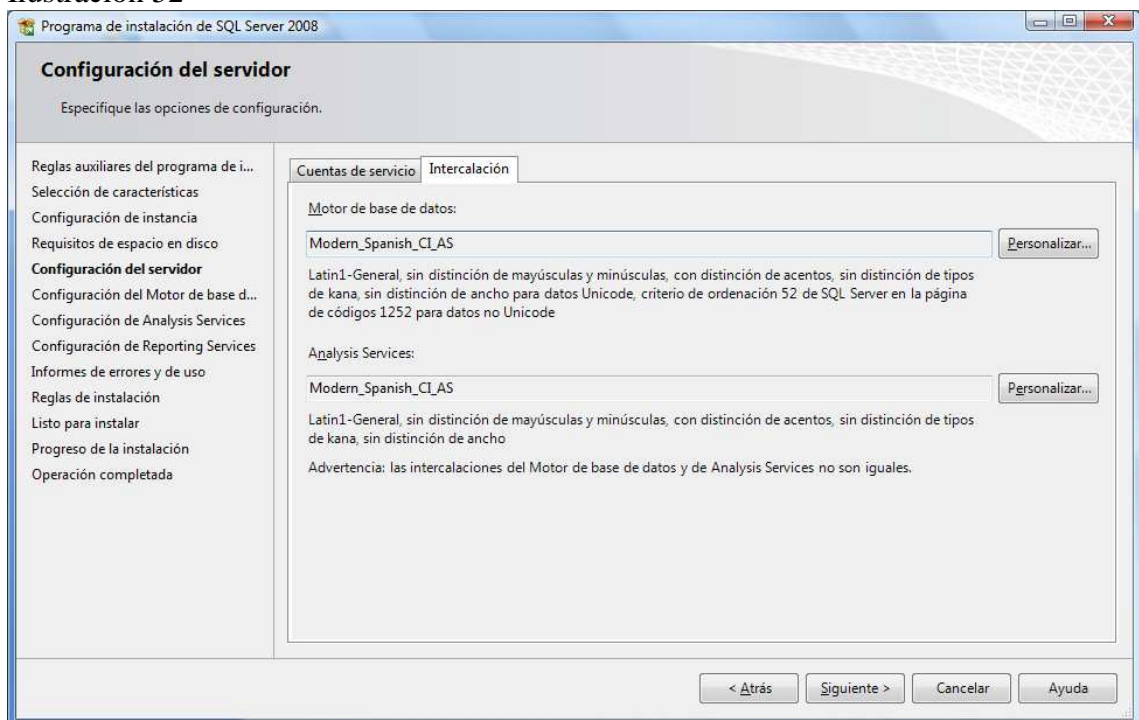 Ilustración 32
Programa de instalación de SQL Server 2008
Configuración del servidor
Especifique las opciones de configuración.
Reglas auxiliares del programa de i...
Selección de características
Configuración de instancia
Requisitos de espacio en disco
Configuración del servidor
Configuración del Motor de base d...
Configuración de Analysis Services
Configuración de Reporting Services
Informes de errores y de uso
Reglas de instalación
Listo para instalar
Progreso de la instalación
Operación completada
Cuentas de servicio Intercalación
Motor de base de datos:
Modern_Spanish_CI_AS Personalizar...
Latin1-General, sin distinción de mayúsculas y minúsculas, con distinción de acentos, sin distinción de tipos
de kana, sin distinción de ancho para datos Unicode, criterio de ordenación 52 de SQL Server en la página
de códigos 1252 para datos no Unicode
Analysis Services:
Modern_Spanish_CI_AS Personalizar...
Latin1-General, sin distinción de mayúsculas y minúsculas, con distinción de acentos, sin distinción de tipos
de kana, sin distinción de ancho
Advertencia: las intercalaciones del Motor de base de datos y de Analysis Services no son iguales.
< Atrás Siguiente > Cancelar Ayuda